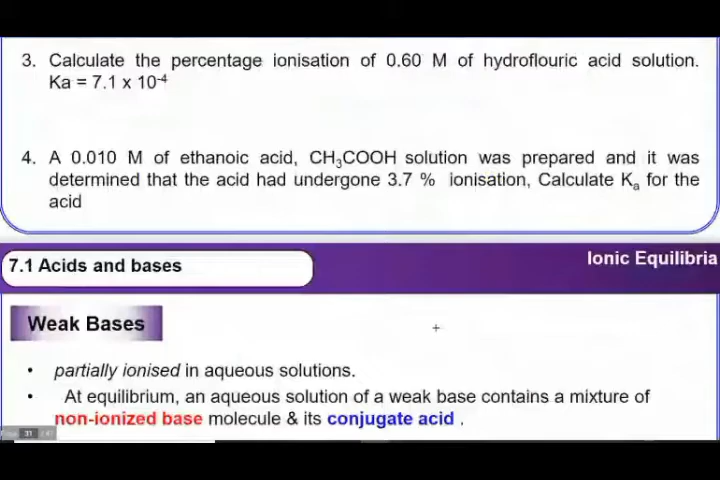 3. Calculate the percentage ionisation of 0.60 M of hydroflouric acid solution.
Ka = 7.1 x 10⁻⁴
4. A 0.010 M of ethanoic acid, CH₃COOH solution was prepared and it was
determined that the acid had undergone 3.7 % ionisation, Calculate Kₐ for the
acid
7.1 Acids and bases
Ionic Equilibria
Weak Bases
• partially ionised in aqueous solutions.
• At equilibrium, an aqueous solution of a weak base contains a mixture of
non-ionized base molecule & its conjugate acid .
31